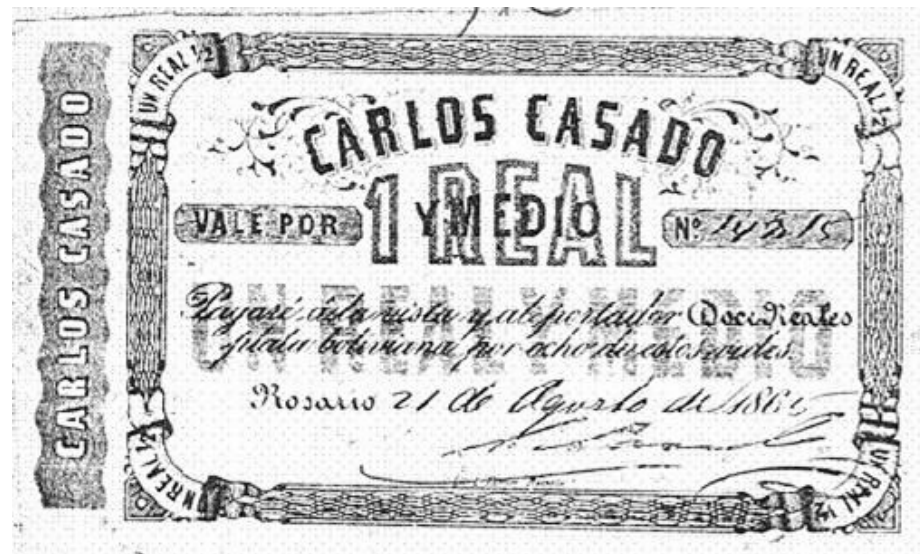 CARLOS CASADO
UN REAL 1/2
UN REAL 1/2
CARLOS CASADO
1 REAL
Y MEDIO
VALE POR
Nº 14215
UN REAL Y MEDIO
Pagaré á la vista y al portador Doce Reales
plata boliviana por ocho de estos vales.
Rosario 21 de Agosto de 186
UN REAL 1/2
UN REAL 1/2